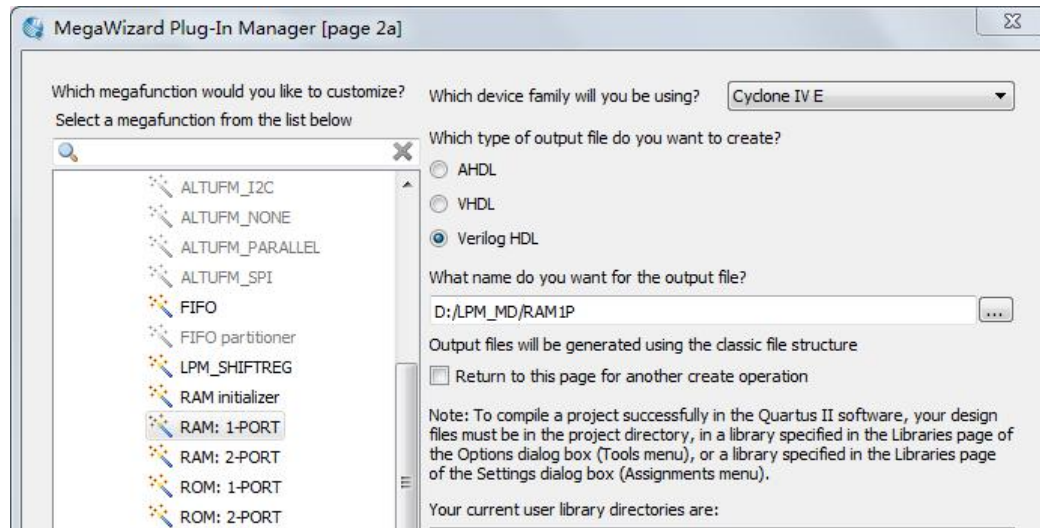 MegaWizard Plug-In Manager [page 2a]
Which megafunction would you like to customize?
Select a megafunction from the list below
ALTUFM_I2C
ALTUFM_NONE
ALTUFM_PARALLEL
ALTUFM_SPI
FIFO
FIFO partitioner
LPM_SHIFTREG
RAM initializer
RAM: 1-PORT
RAM: 2-PORT
ROM: 1-PORT
ROM: 2-PORT
Which device family will you be using?
Cyclone IV E
Which type of output file do you want to create?
AHDL
VHDL
Verilog HDL
What name do you want for the output file?
D:/LPM_MD/RAM1P
...
Output files will be generated using the classic file structure
Return to this page for another create operation
Note: To compile a project successfully in the Quartus II software, your design
files must be in the project directory, in a library specified in the Libraries page of
the Options dialog box (Tools menu), or a library specified in the Libraries page
of the Settings dialog box (Assignments menu).
Your current user library directories are: